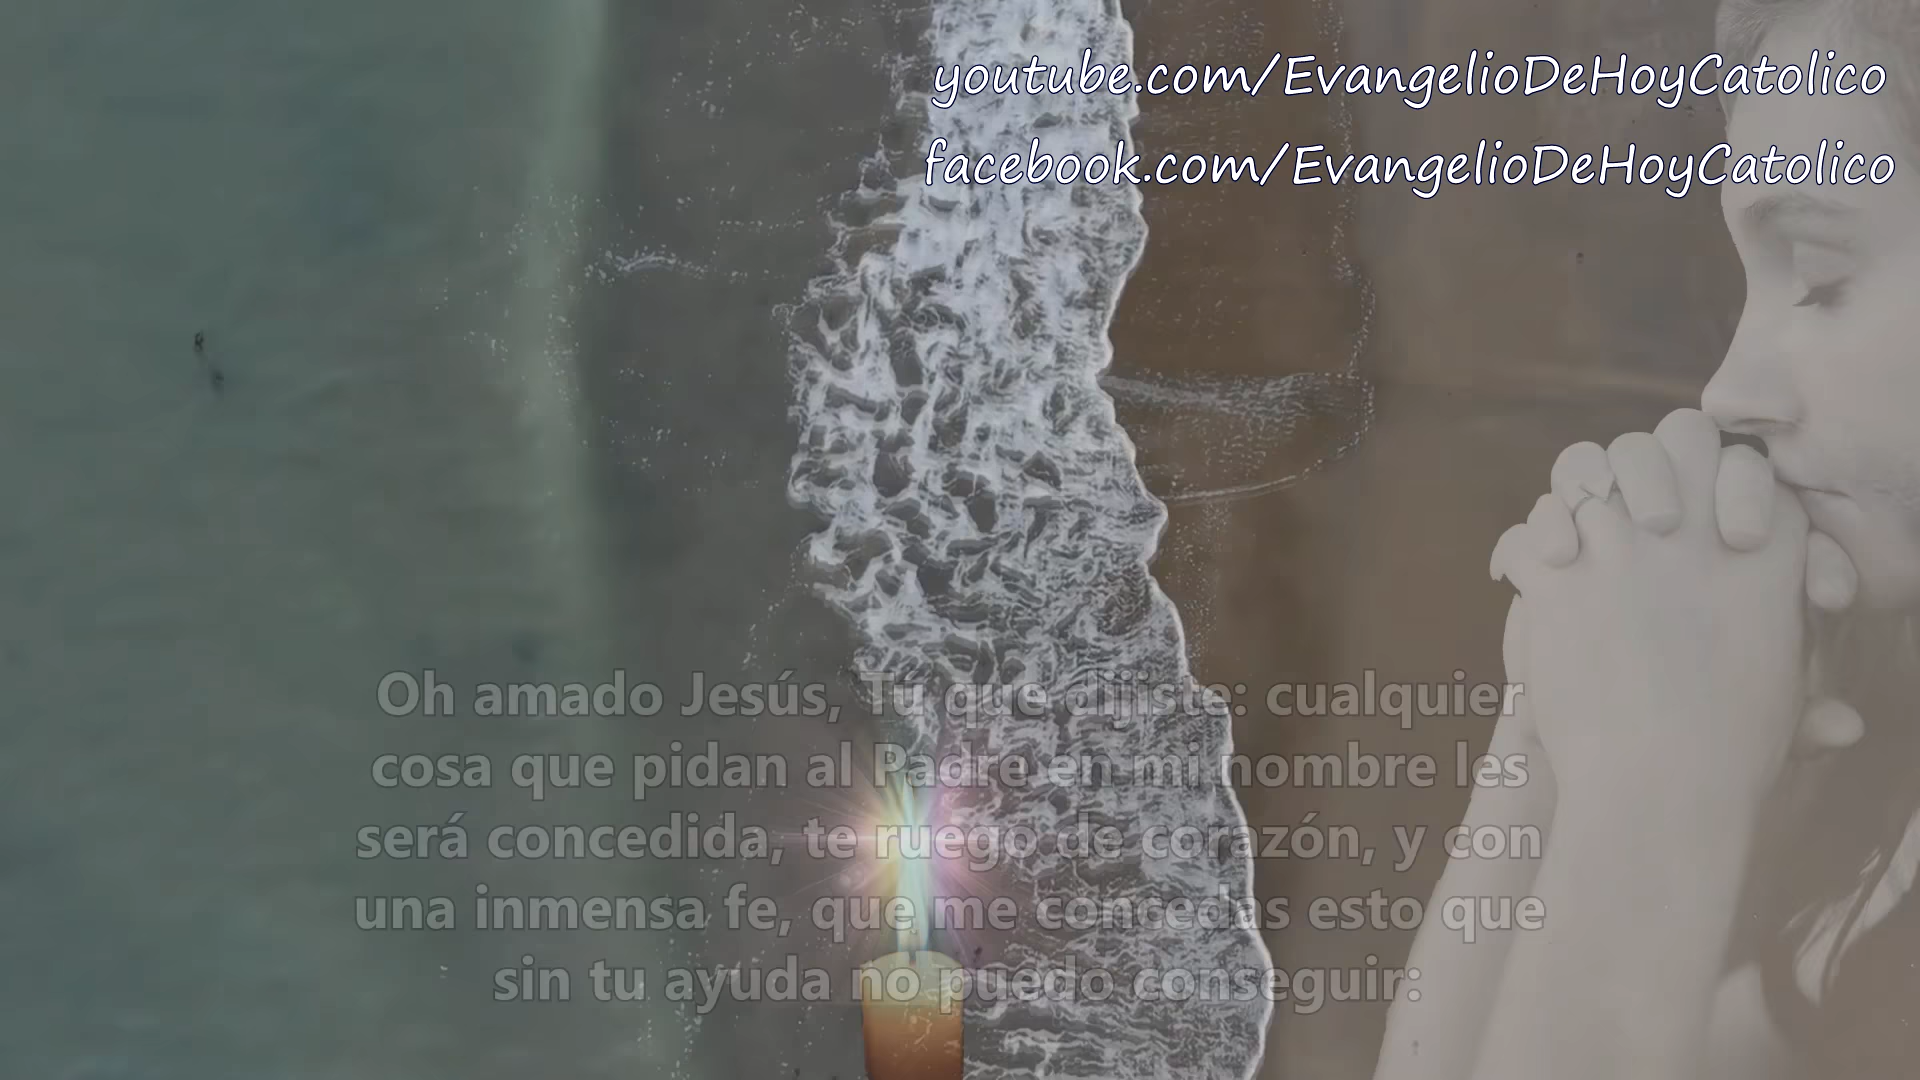 youtube.com/EvangelioDeHoyCatolico
facebook.com/EvangelioDeHoyCatolico
Oh amado Jesús, Tú que dijiste: cualquier
cosa que pidan al Padre en mi nombre les
será concedida, te ruego de corazón, y con
una inmensa fe, que me concedas esto que
sin tu ayuda no puedo conseguir: